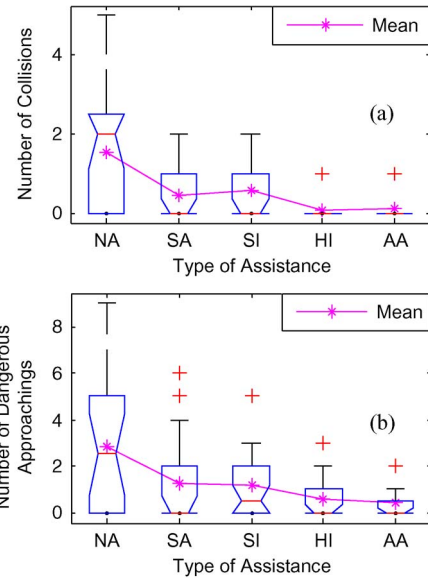 Mean
(a)
Number of Collisions
4
2
0
NA SA SI HI AA
Type of Assistance
Mean
(b)
Number of Dangerous
Approachings
8
6
4
2
0
NA SA SI HI AA
Type of Assistance